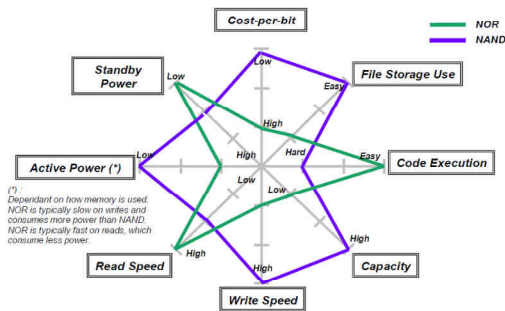 Cost-per-bit
NOR
NAND
Low
File Storage Use
Standby
Power
Low
Easy
High
Low
Active Power (*)
High
Hard
Easy
Code Execution
Low
Low
(*) :
Dependant on how memory is used.
NOR is typically slow on writes and
consumes more power than NAND.
NOR is typically fast on reads, which
consume less power.
High
High
Read Speed
High
Capacity
Write Speed